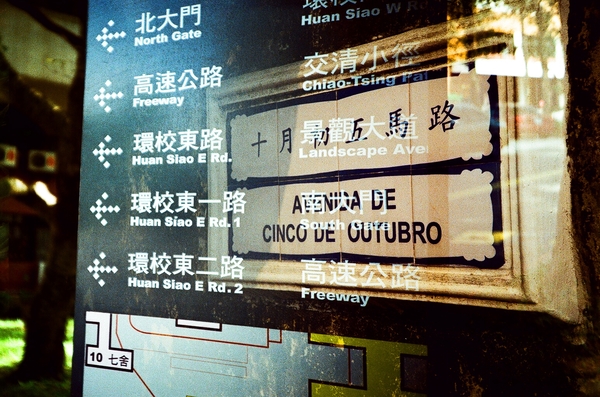 北大門
North Gate
高速公路
Freeway
環校東路
Huan Siao E Rd.
環校東一路
Huan Siao E Rd. 1
環校東二路
Huan Siao E Rd. 2
Huan Siao W R
交清小徑
Chiao-Tsing Pa
景觀大道
Landscape Ave
南大門
South Gate
高速公路
Freeway
十月初五馬路
AVENIDA DE
CINCO DE OUTUBRO
10 七舍